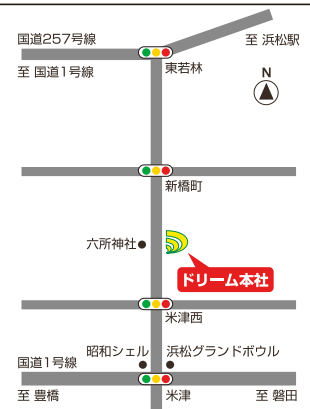 国道257号線
至 浜松駅
至 国道1号線
東若林
N
新橋町
六所神社
ドリーム本社
米津西
昭和シェル
浜松グランドボウル
国道1号線
至 豊橋
米津
至 磐田